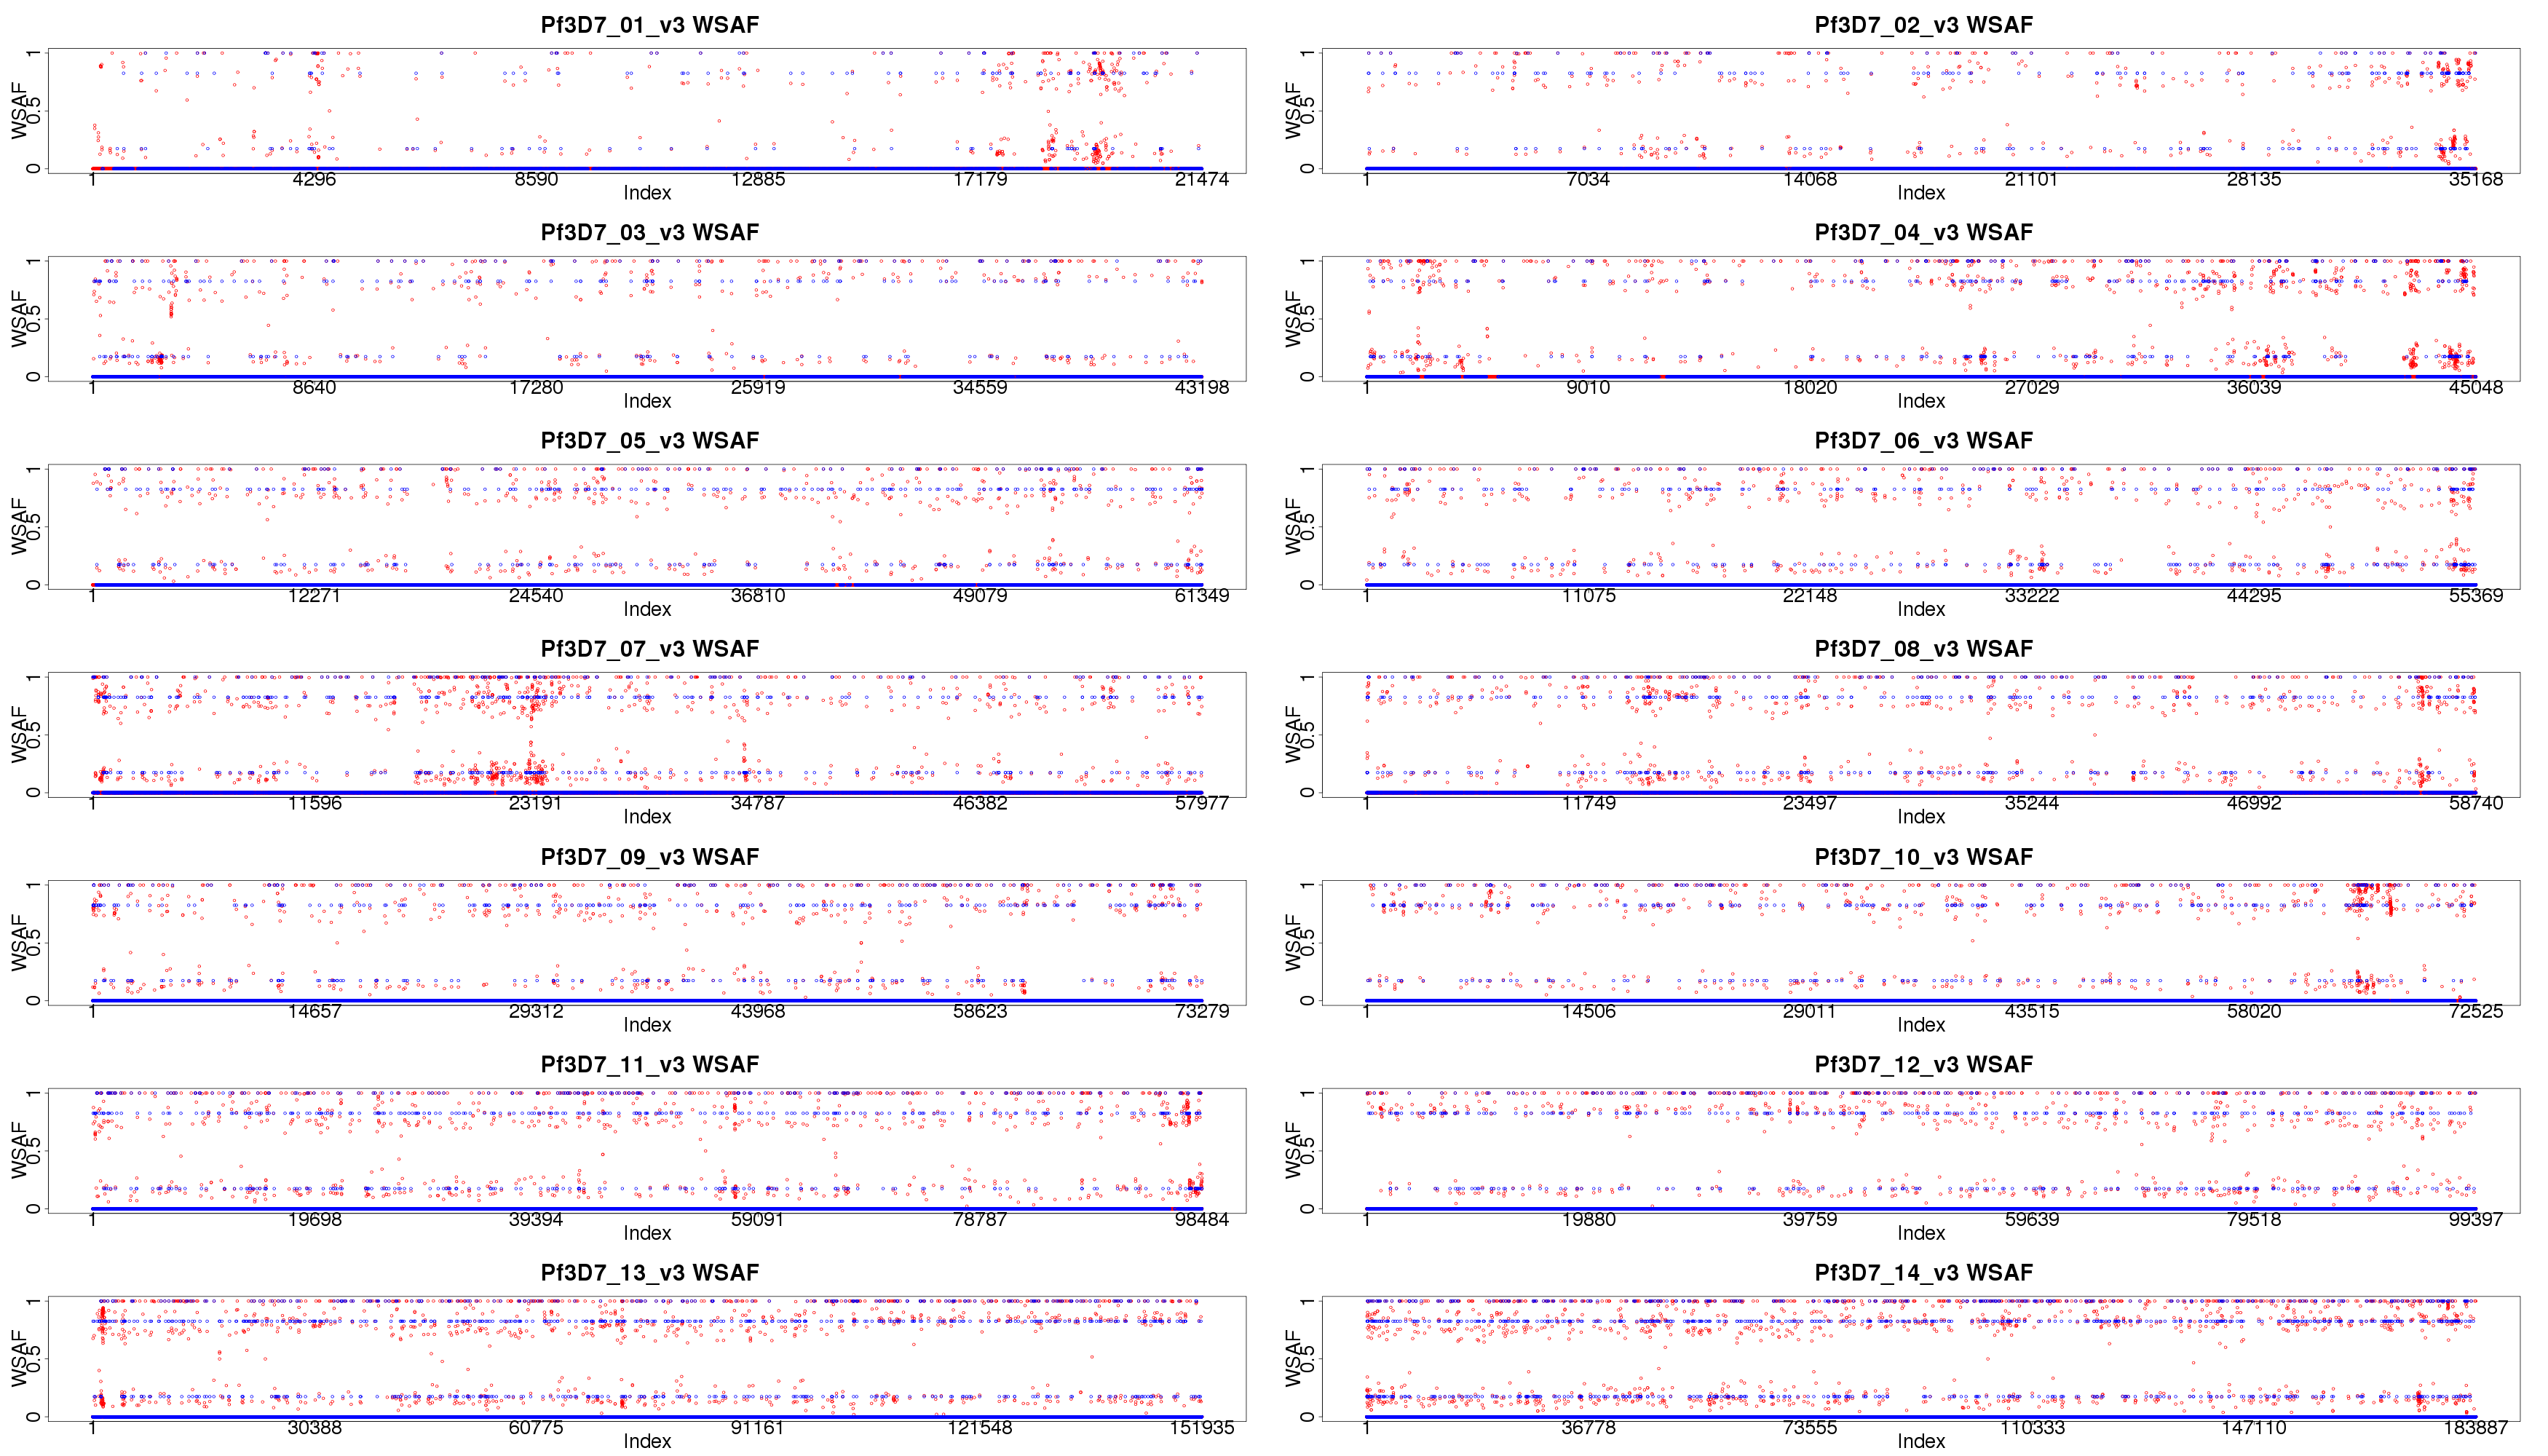 Pf3D7_01_v3 WSAF
WSAF
0 0.5 1
1 4296 8590 12885 17179 21474
Index
Pf3D7_02_v3 WSAF
WSAF
0 0.5 1
1 7034 14068 21101 28135 35168
Index
Pf3D7_03_v3 WSAF
WSAF
0 0.5 1
1 8640 17280 25919 34559 43198
Index
Pf3D7_04_v3 WSAF
WSAF
0 0.5 1
1 9010 18020 27029 36039 45048
Index
Pf3D7_05_v3 WSAF
WSAF
0 0.5 1
1 12271 24540 36810 49079 61349
Index
Pf3D7_06_v3 WSAF
WSAF
0 0.5 1
1 11075 22148 33222 44295 55369
Index
Pf3D7_07_v3 WSAF
WSAF
0 0.5 1
1 11596 23191 34787 46382 57977
Index
Pf3D7_08_v3 WSAF
WSAF
0 0.5 1
1 11749 23497 35244 46992 58740
Index
Pf3D7_09_v3 WSAF
WSAF
0 0.5 1
1 14657 29312 43968 58623 73279
Index
Pf3D7_10_v3 WSAF
WSAF
0 0.5 1
1 14506 29011 43515 58020 72525
Index
Pf3D7_11_v3 WSAF
WSAF
0 0.5 1
1 19698 39394 59091 78787 98484
Index
Pf3D7_12_v3 WSAF
WSAF
0 0.5 1
1 19880 39759 59639 79518 99397
Index
Pf3D7_13_v3 WSAF
WSAF
0 0.5 1
1 30388 60775 91161 121548 151935
Index
Pf3D7_14_v3 WSAF
WSAF
0 0.5 1
1 36778 73555 110333 147110 183887
Index